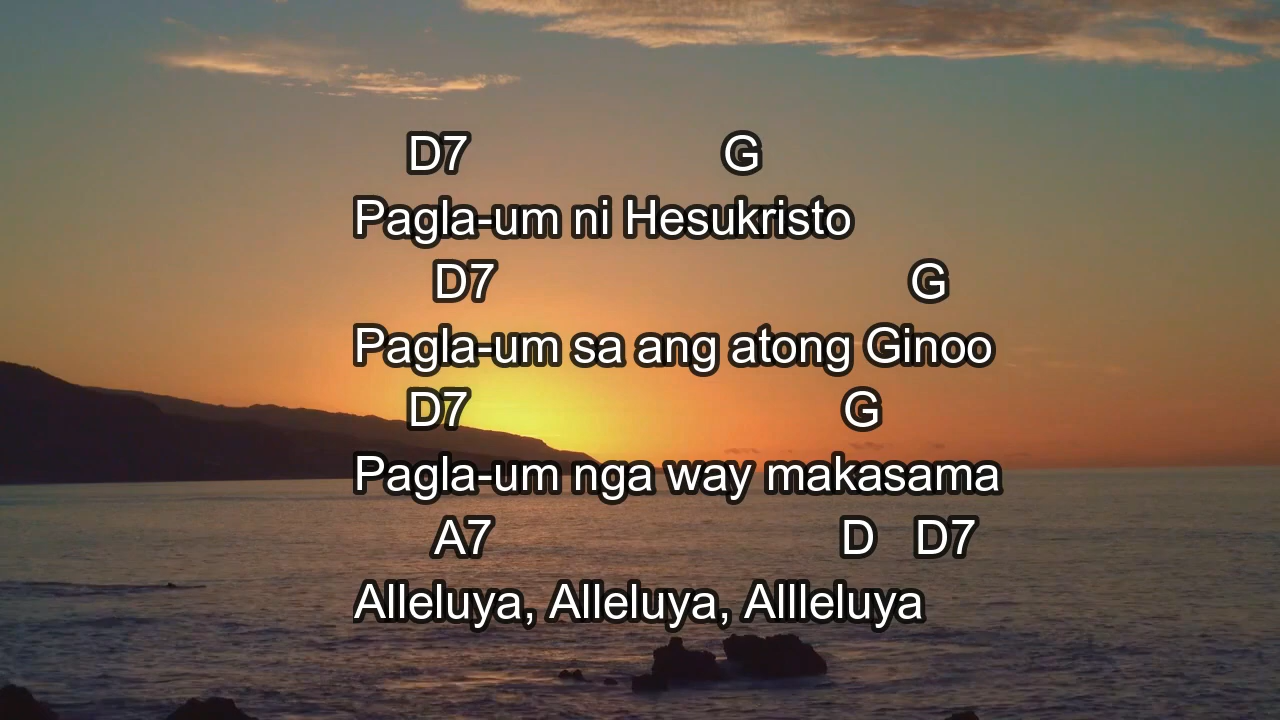 D7 G
Pagla-um ni Hesukristo
D7 G
Pagla-um sa ang atong Ginoo
D7 G
Pagla-um nga way makasama
A7 D D7
Alleluya, Alleluya, Allleluya